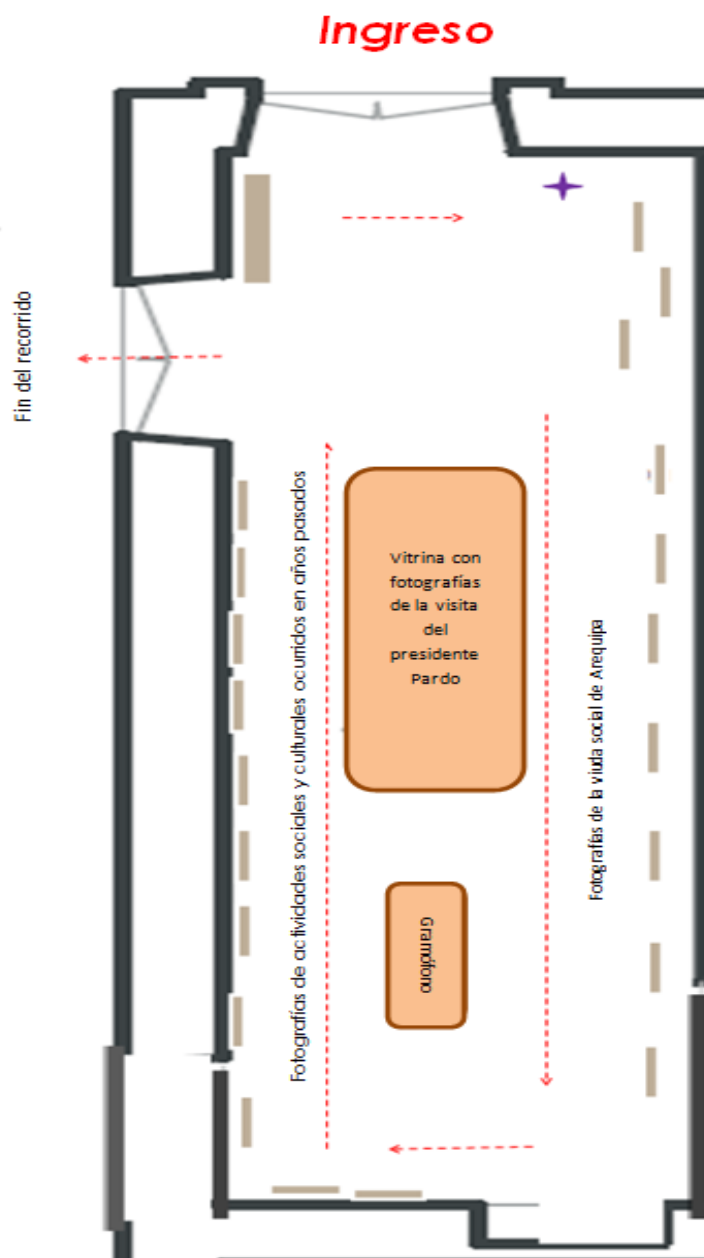 Ingreso
Fin del recorrido
Fotografías de actividades sociales y culturales ocurridos en años pasados
Vitrina con
fotografías
de la visita
del
presidente
Pardo
Fotografías de la viuda social de Arequipa
Gramófono